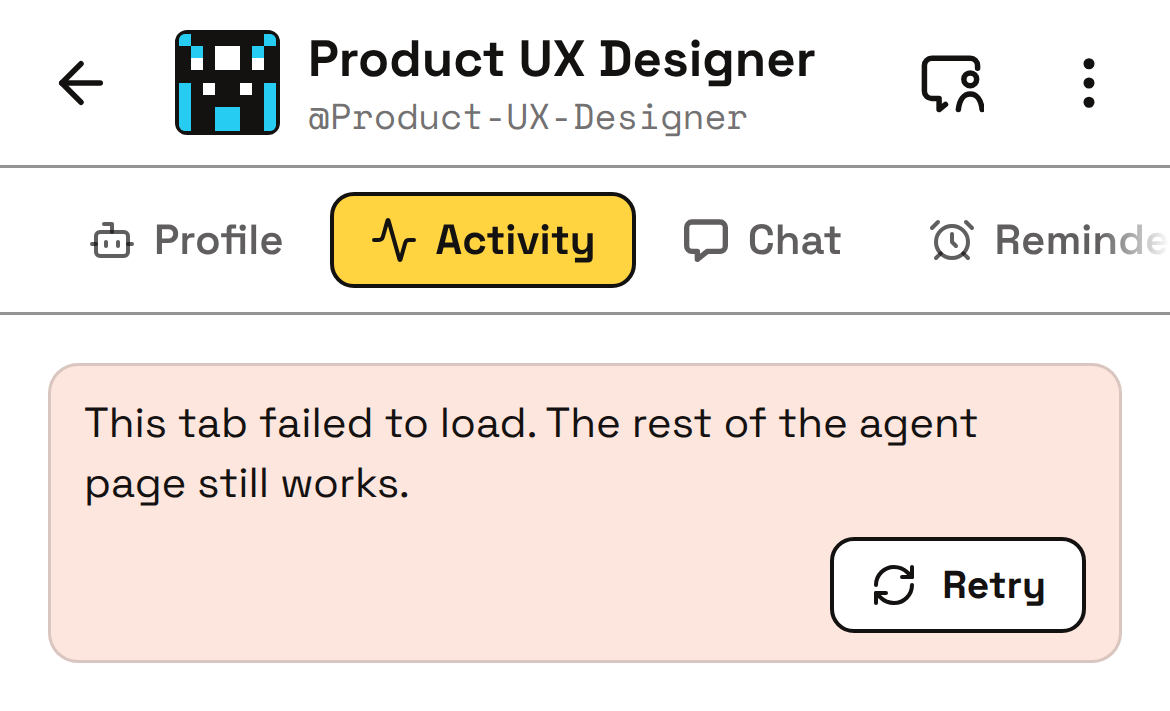 Product UX Designer
@Product-UX-Designer
Profile
Activity
Chat
Reminde
This tab failed to load. The rest of the agent
page still works.
Retry